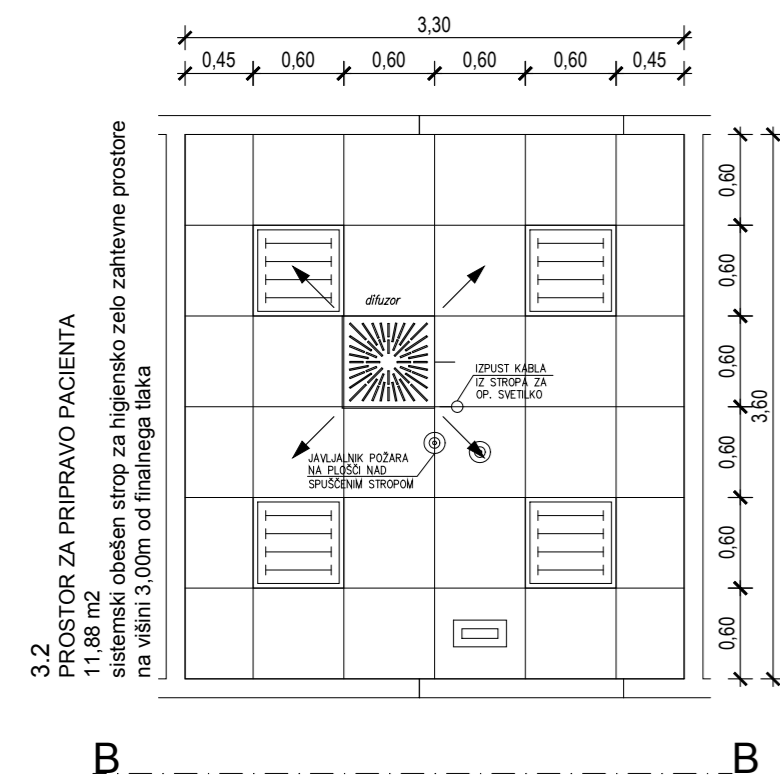 3,30
0,45 0,60 0,60 0,60 0,60 0,45
3.2
PROSTOR ZA PRIPRAVO PACIENTA
11,88 m2
sistemski obešen strop za higiensko zelo zahtevne prostore
na višini 3,00m od finalnega tlaka
difuzor
IZPUST KABLA
IZ STROPA ZA
OP. SVETILKO
JAVLJALNIK POŽARA
NA PLOŠČI NAD
SPUŠČENIM STROPOM
0,60
0,60
0,60
0,60
0,60
0,60
3,60
B B